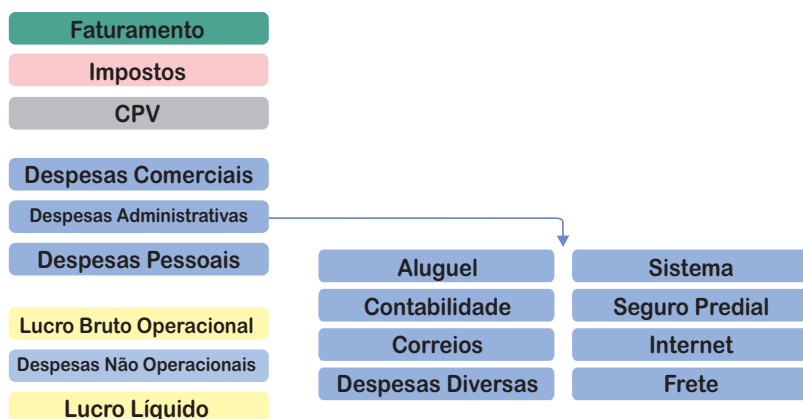 Faturamento
Impostos
CPV
Despesas Comerciais
Despesas Administrativas
Despesas Pessoais
Lucro Bruto Operacional
Despesas Não Operacionais
Lucro Líquido
Aluguel
Sistema
Contabilidade
Seguro Predial
Correios
Internet
Despesas Diversas
Frete